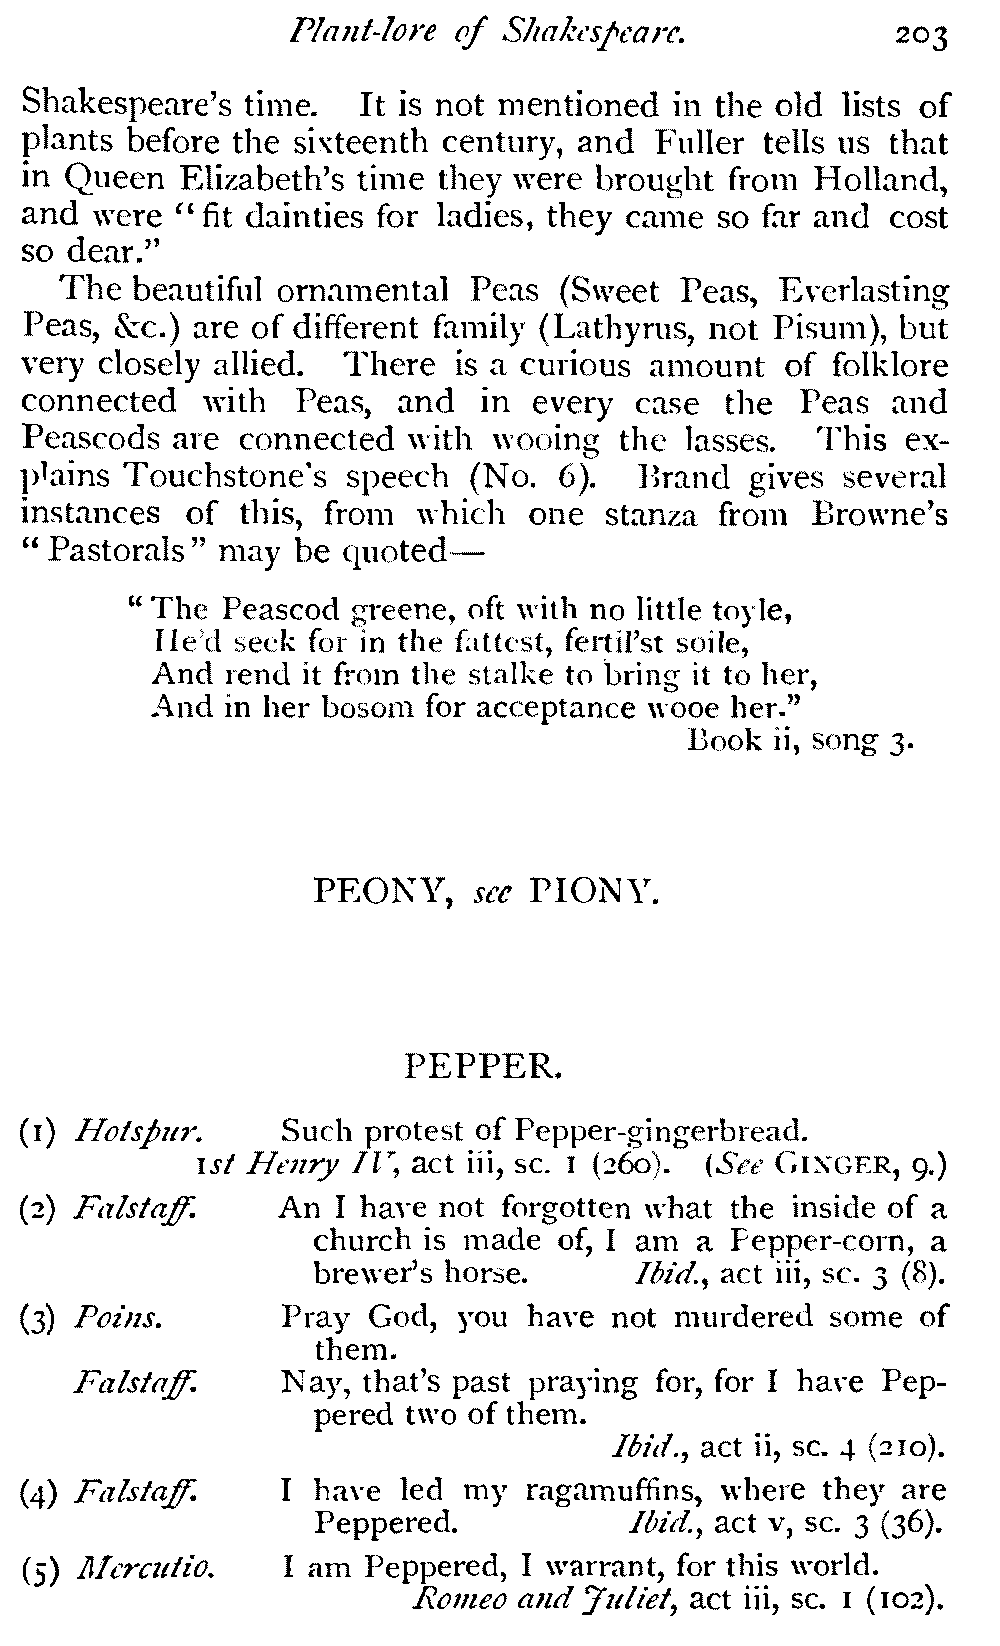 Plant-lore of Shakespeare. 203
Shakespeare's time. It is not mentioned in the old lists of
plants before the sixteenth century, and Fuller tells us that
in Queen Elizabeth's time they were brought from Holland,
and were “fit dainties for ladies, they came so far and cost
so dear.”
The beautiful ornamental Peas (Sweet Peas, Everlasting
Peas, &c.) are of different family (Lathyrus, not Pisum), but
very closely allied. There is a curious amount of folklore
connected with Peas, and in every case the Peas and
Peascods are connected with wooing the lasses. This ex-
plains Touchstone's speech (No. 6). Brand gives several
instances of this, from which one stanza from Browne's
“Pastorals” may be quoted—
“The Peascod greene, oft with no little toyle,
He'd seek for in the fattest, fertil'st soile,
And rend it from the stalke to bring it to her,
And in her bosom for acceptance wooe her.”
Book ii, song 3.
PEONY, see PIONY.
PEPPER.
(1) Hotspur. Such protest of Pepper-gingerbread.
1st Henry IV, act iii, sc. 1 (260). (See GINGER, 9.)
(2) Falstaff. An I have not forgotten what the inside of a
church is made of, I am a Pepper-corn, a
brewer's horse. Ibid., act iii, sc. 3 (8).
(3) Poins. Pray God, you have not murdered some of
them.
Falstaff. Nay, that's past praying for, for I have Pep-
pered two of them.
Ibid., act ii, sc. 4 (210).
(4) Falstaff. I have led my ragamuffins, where they are
Peppered. Ibid., act v, sc. 3 (36).
(5) Mercutio. I am Peppered, I warrant, for this world.
Romeo and Juliet, act iii, sc. 1 (102).